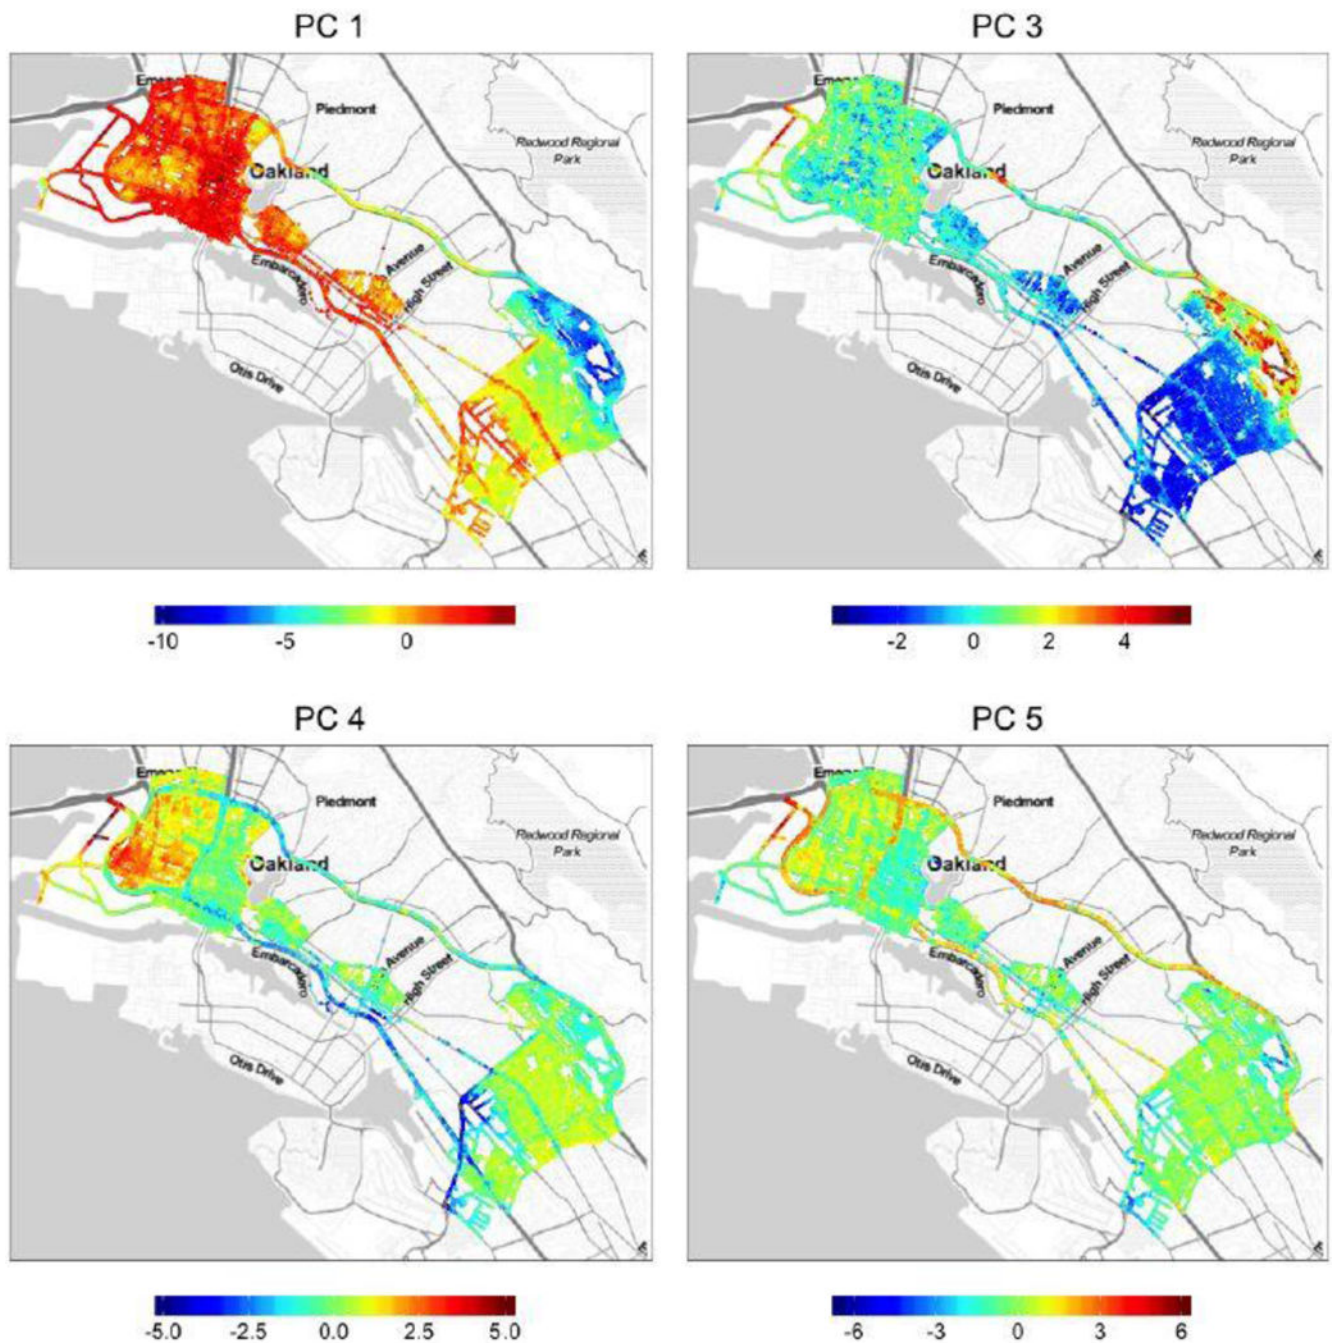 PC 1
PC 3
Piedmont
Redwood Regional
Park
Oakland
Avenue
High Street
Embarcadero
Otis Drive
Piedmont
Redwood Regional
Park
Oakland
Avenue
High Street
Embarcadero
Otis Drive
-10 -5 0
-2 0 2 4
PC 4
PC 5
Piedmont
Redwood Regional
Park
Oakland
Avenue
High Street
Embarcadero
Otis Drive
Piedmont
Redwood Regional
Park
Oakland
Avenue
High Street
Embarcadero
Otis Drive
-5.0 -2.5 0.0 2.5 5.0
-6 -3 0 3 6